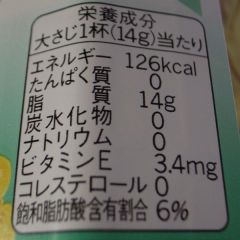 栄養成分
大さじ1杯(14g)当たり
エネルギー 126kcal
たんぱく質 0
脂質 14g
炭水化物 0
ナトリウム 0
ビタミンE 3.4mg
コレステロール 0
飽和脂肪酸含有割合 6%